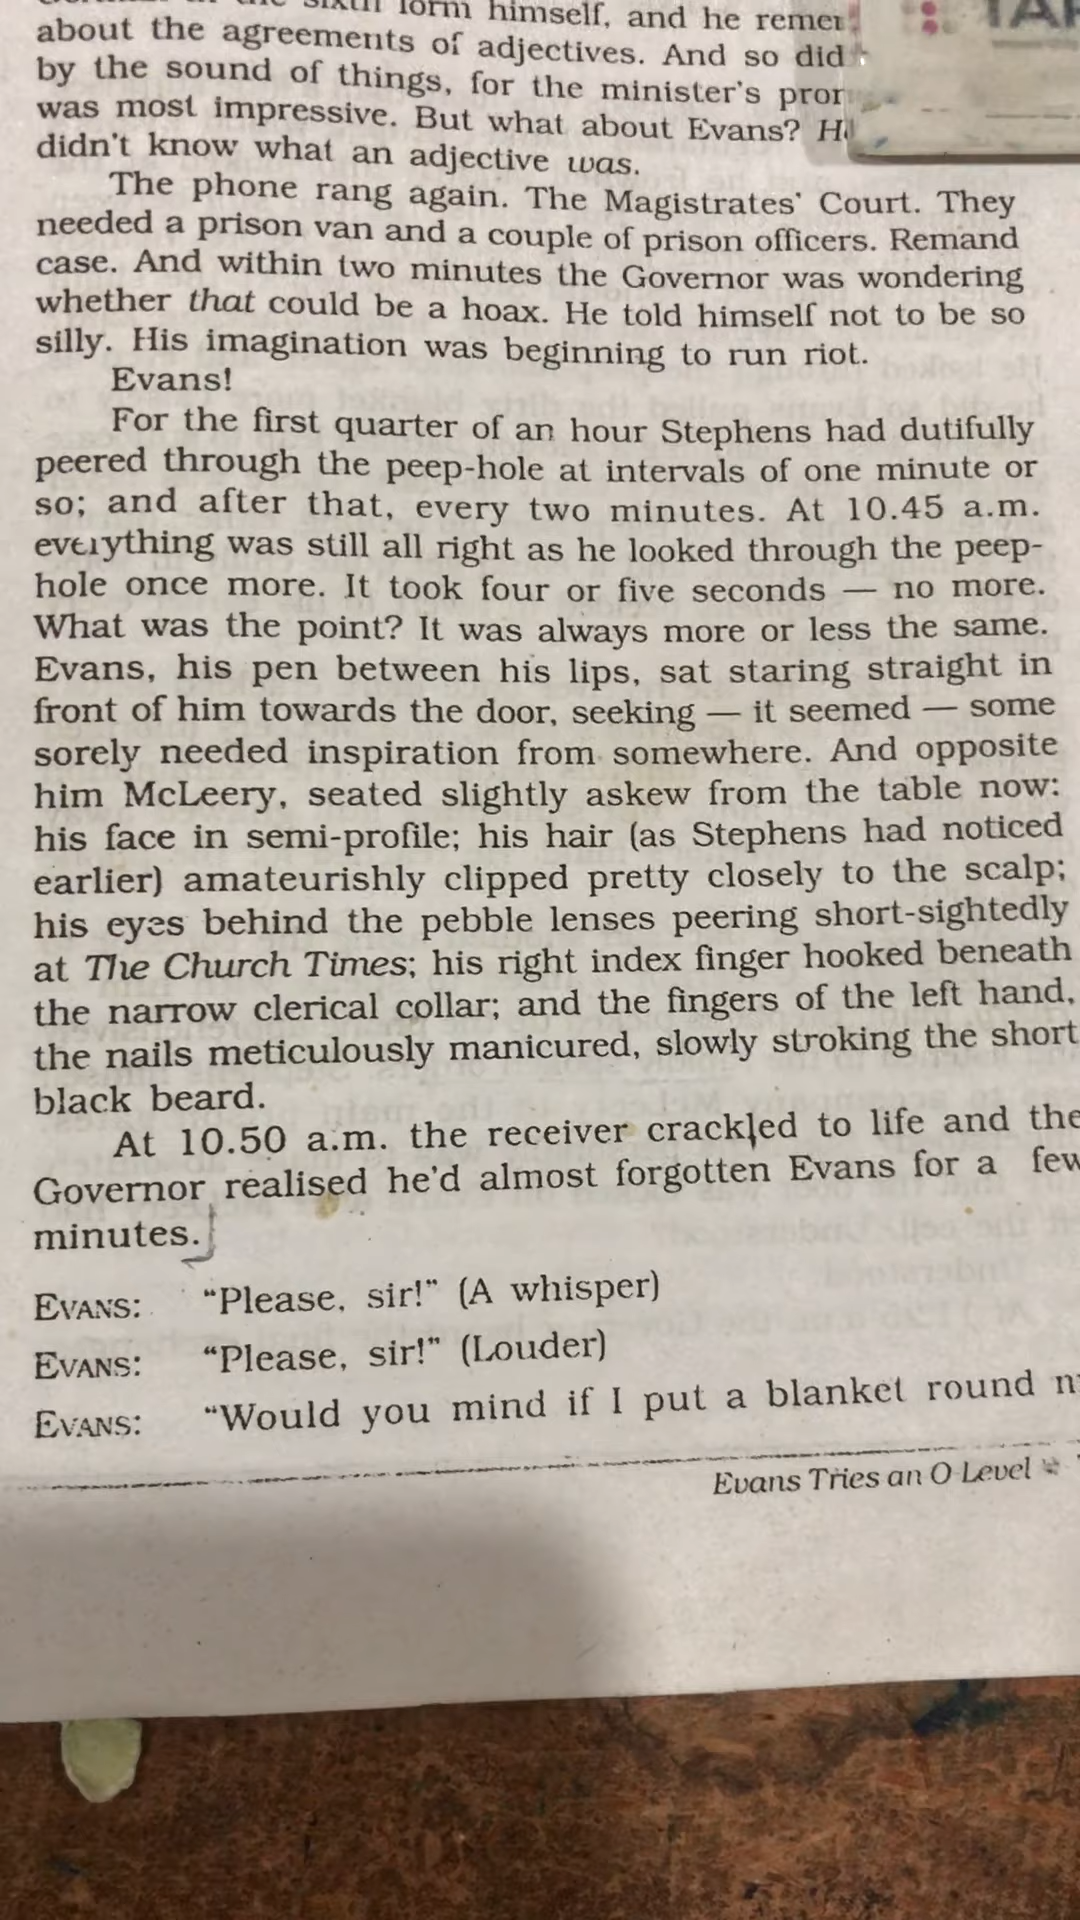 sixth form himself, and he
about the agreements of adjectives. And so did
by the sound of things, for the minister's
was most impressive. But what about Evans?
didn't know what an adjective was.
The phone rang again. The Magistrates' Court. They
needed a prison van and a couple of prison officers. Remand
case. And within two minutes the Governor was wondering
whether that could be a hoax. He told himself not to be so
silly. His imagination was beginning to run riot.
Evans!
For the first quarter of an hour Stephens had dutifully
peered through the peep-hole at intervals of one minute or
so; and after that, every two minutes. At 10.45 a.m.
everything was still all right as he looked through the peep-
hole once more. It took four or five seconds — no more.
What was the point? It was always more or less the same.
Evans, his pen between his lips, sat staring straight in
front of him towards the door, seeking — it seemed — some
sorely needed inspiration from somewhere. And opposite
him McLeery, seated slightly askew from the table now:
his face in semi-profile; his hair (as Stephens had noticed
earlier) amateurishly clipped pretty closely to the scalp;
his eyes behind the pebble lenses peering short-sightedly
at The Church Times; his right index finger hooked beneath
the narrow clerical collar; and the fingers of the left hand,
the nails meticulously manicured, slowly stroking the short
black beard.
At 10.50 a.m. the receiver crackled to life and the
Governor realised he'd almost forgotten Evans for a few
minutes.
EVANS: "Please, sir!" (A whisper)
EVANS: "Please, sir!" (Louder)
EVANS: "Would you mind if I put a blanket round
Evans Tries an O Level